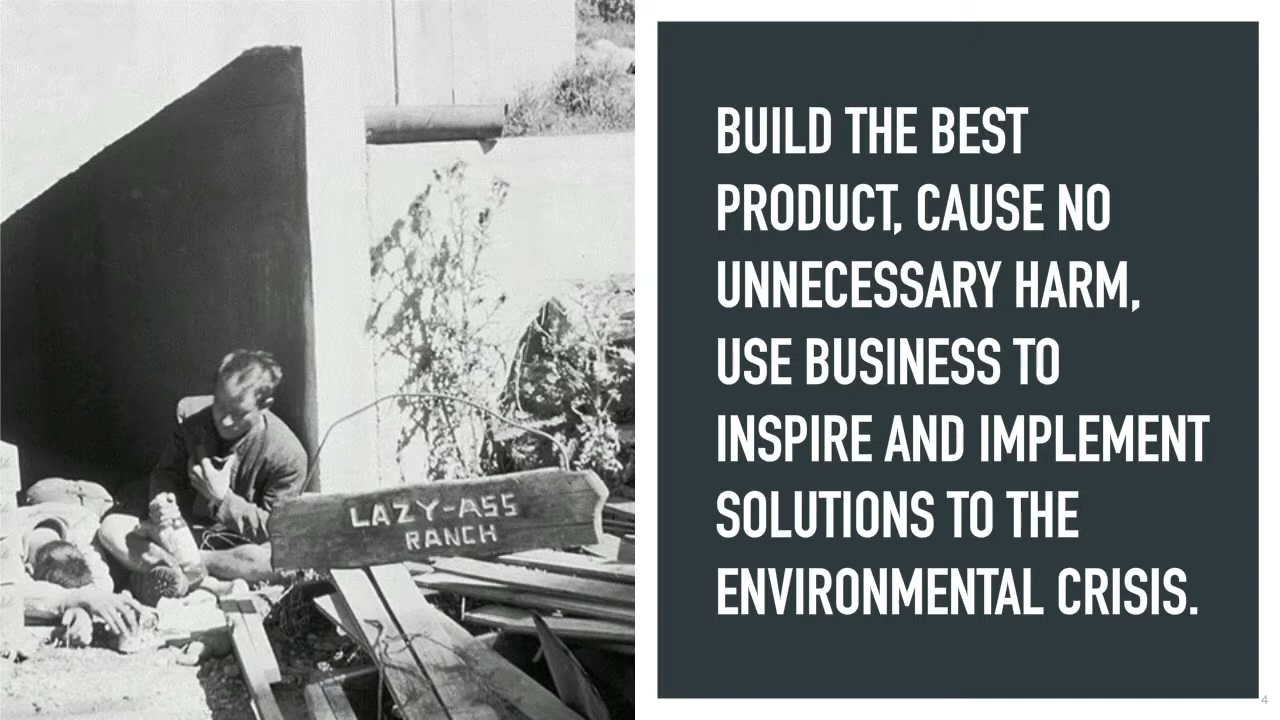 LAZY-ASS
RANCH
BUILD THE BEST
PRODUCT, CAUSE NO
UNNECESSARY HARM,
USE BUSINESS TO
INSPIRE AND IMPLEMENT
SOLUTIONS TO THE
ENVIRONMENTAL CRISIS.
4